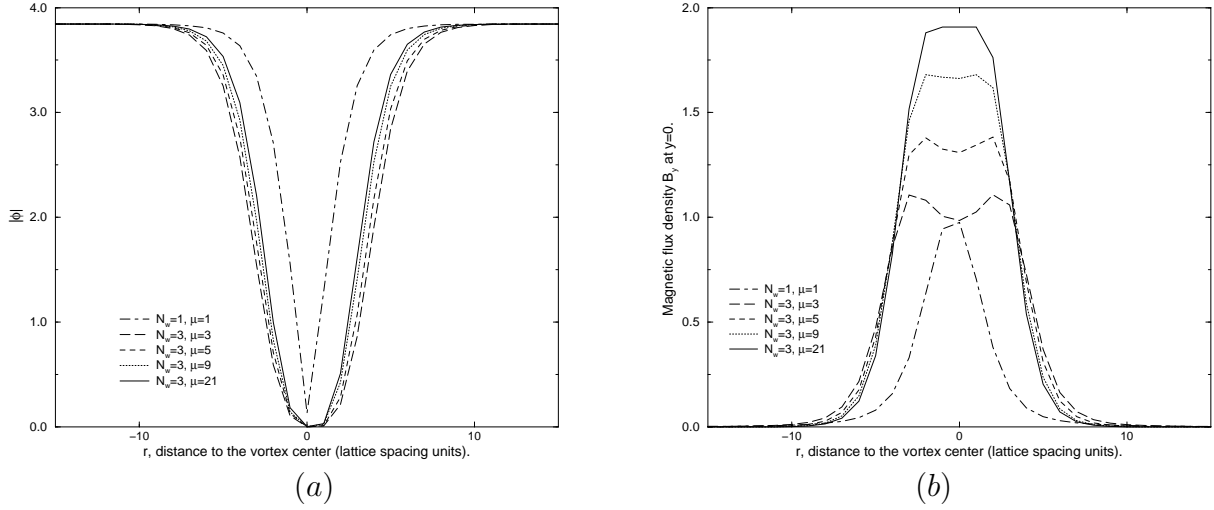 4.0
3.0
2.0
1.0
0.0
|ϕ|
N_w=1, μ=1
N_w=3, μ=3
N_w=3, μ=5
N_w=3, μ=9
N_w=3, μ=21
−10 0 10
r, distance to the vortex center (lattice spacing units).
(a)
2.0
1.5
1.0
0.5
0.0
Magnetic flux density B_y at y=0.
N_w=1, μ=1
N_w=3, μ=3
N_w=3, μ=5
N_w=3, μ=9
N_w=3, μ=21
−10 0 10
r, distance to the vortex center (lattice spacing units).
(b)